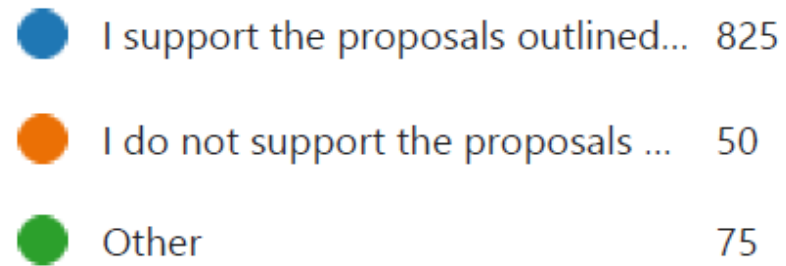 I support the proposals outlined... 825
I do not support the proposals ... 50
Other 75